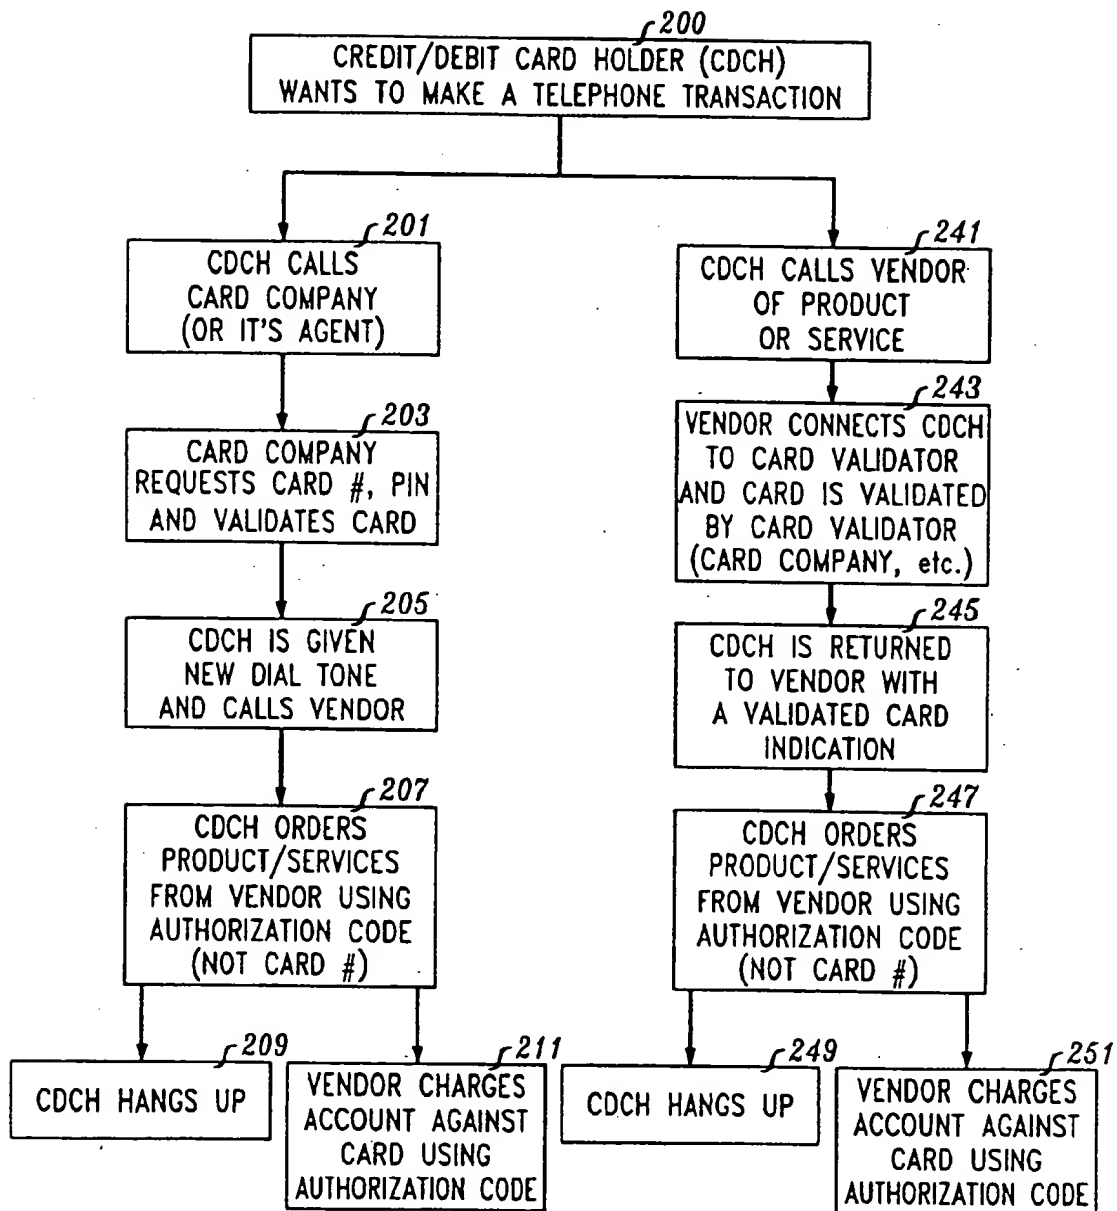 200
CREDIT/DEBIT CARD HOLDER (CDCH)
WANTS TO MAKE A TELEPHONE TRANSACTION
201
CDCH CALLS
CARD COMPANY
(OR IT'S AGENT)
203
CARD COMPANY
REQUESTS CARD #, PIN
AND VALIDATES CARD
205
CDCH IS GIVEN
NEW DIAL TONE
AND CALLS VENDOR
207
CDCH ORDERS
PRODUCT/SERVICES
FROM VENDOR USING
AUTHORIZATION CODE
(NOT CARD #)
209
CDCH HANGS UP
211
VENDOR CHARGES
ACCOUNT AGAINST
CARD USING
AUTHORIZATION CODE
241
CDCH CALLS VENDOR
OF PRODUCT
OR SERVICE
243
VENDOR CONNECTS CDCH
TO CARD VALIDATOR
AND CARD IS VALIDATED
BY CARD VALIDATOR
(CARD COMPANY, etc.)
245
CDCH IS RETURNED
TO VENDOR WITH
A VALIDATED CARD
INDICATION
247
CDCH ORDERS
PRODUCT/SERVICES
FROM VENDOR USING
AUTHORIZATION CODE
(NOT CARD #)
249
CDCH HANGS UP
251
VENDOR CHARGES
ACCOUNT AGAINST
CARD USING
AUTHORIZATION CODE